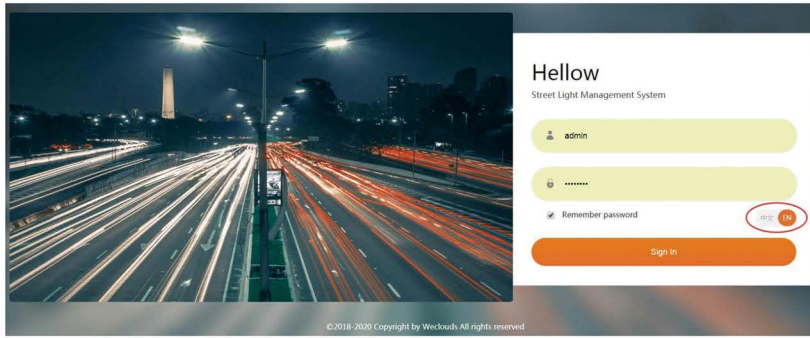 Hellow
Street Light Management System
admin
••••••••
Remember password
中文 EN
Sign In
©2018-2020 Copyright by Weclouds All rights reserved